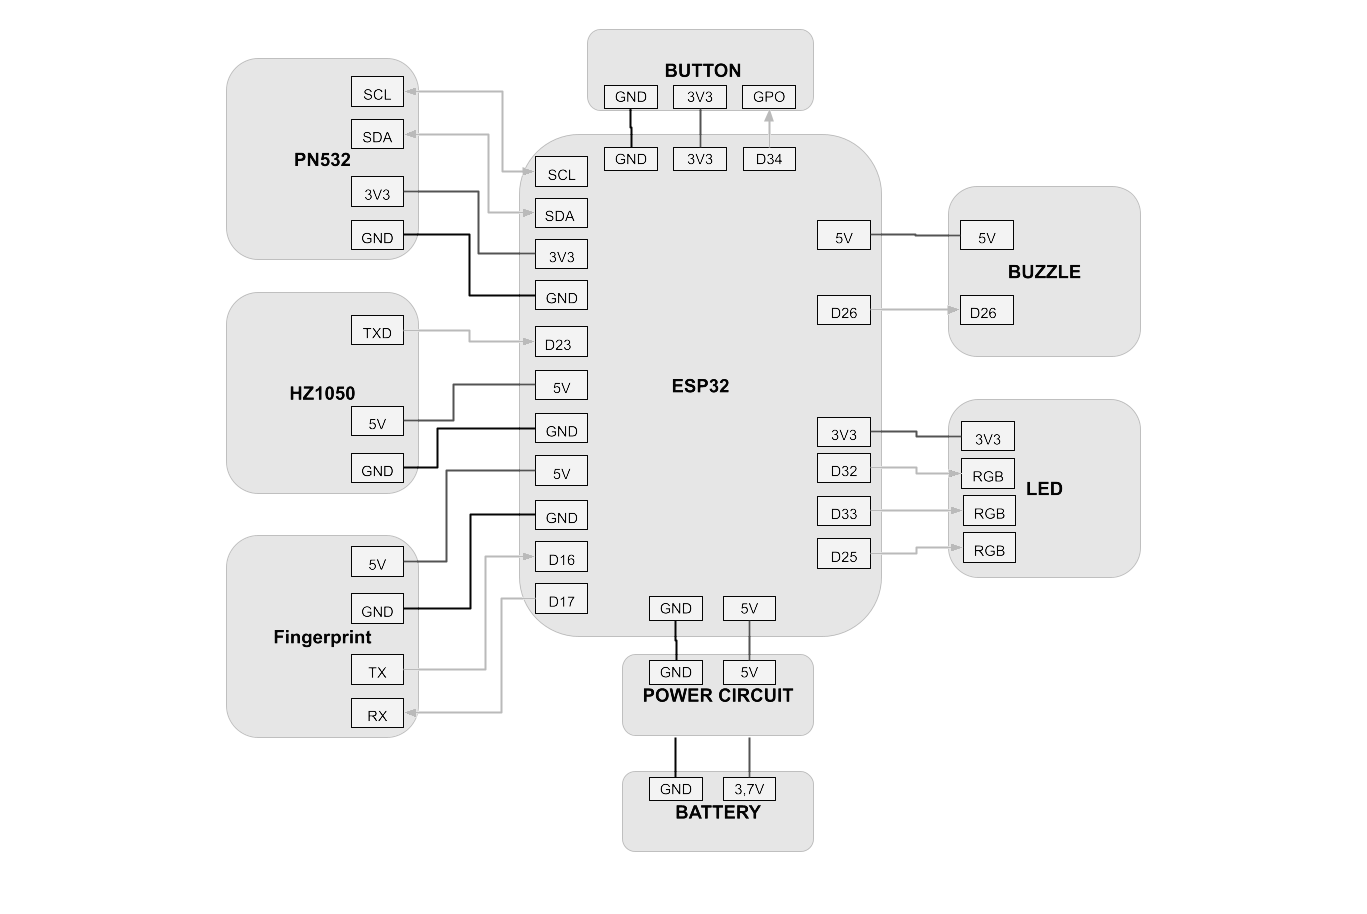 BUTTON
GND
3V3
GPO
SCL
SDA
PN532
3V3
GND
GND
3V3
D34
SCL
SDA
3V3
GND
D23
5V
GND
5V
GND
D16
D17
ESP32
5V
D26
3V3
D32
D33
D25
GND
5V
5V
BUZZLE
D26
TXD
HZ1050
5V
GND
3V3
RGB
LED
RGB
RGB
5V
GND
Fingerprint
TX
RX
GND
5V
POWER CIRCUIT
GND
3,7V
BATTERY